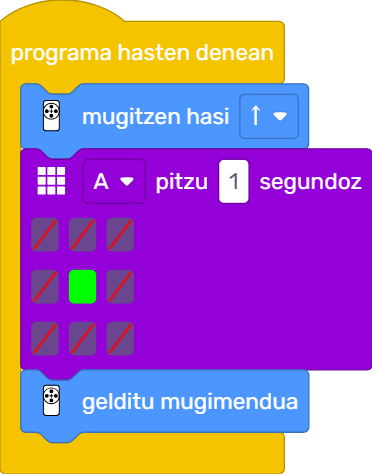 programa hasten denean
mugitzen hasi ↑
A pitzu 1 segundoz
gelditu mugimendua